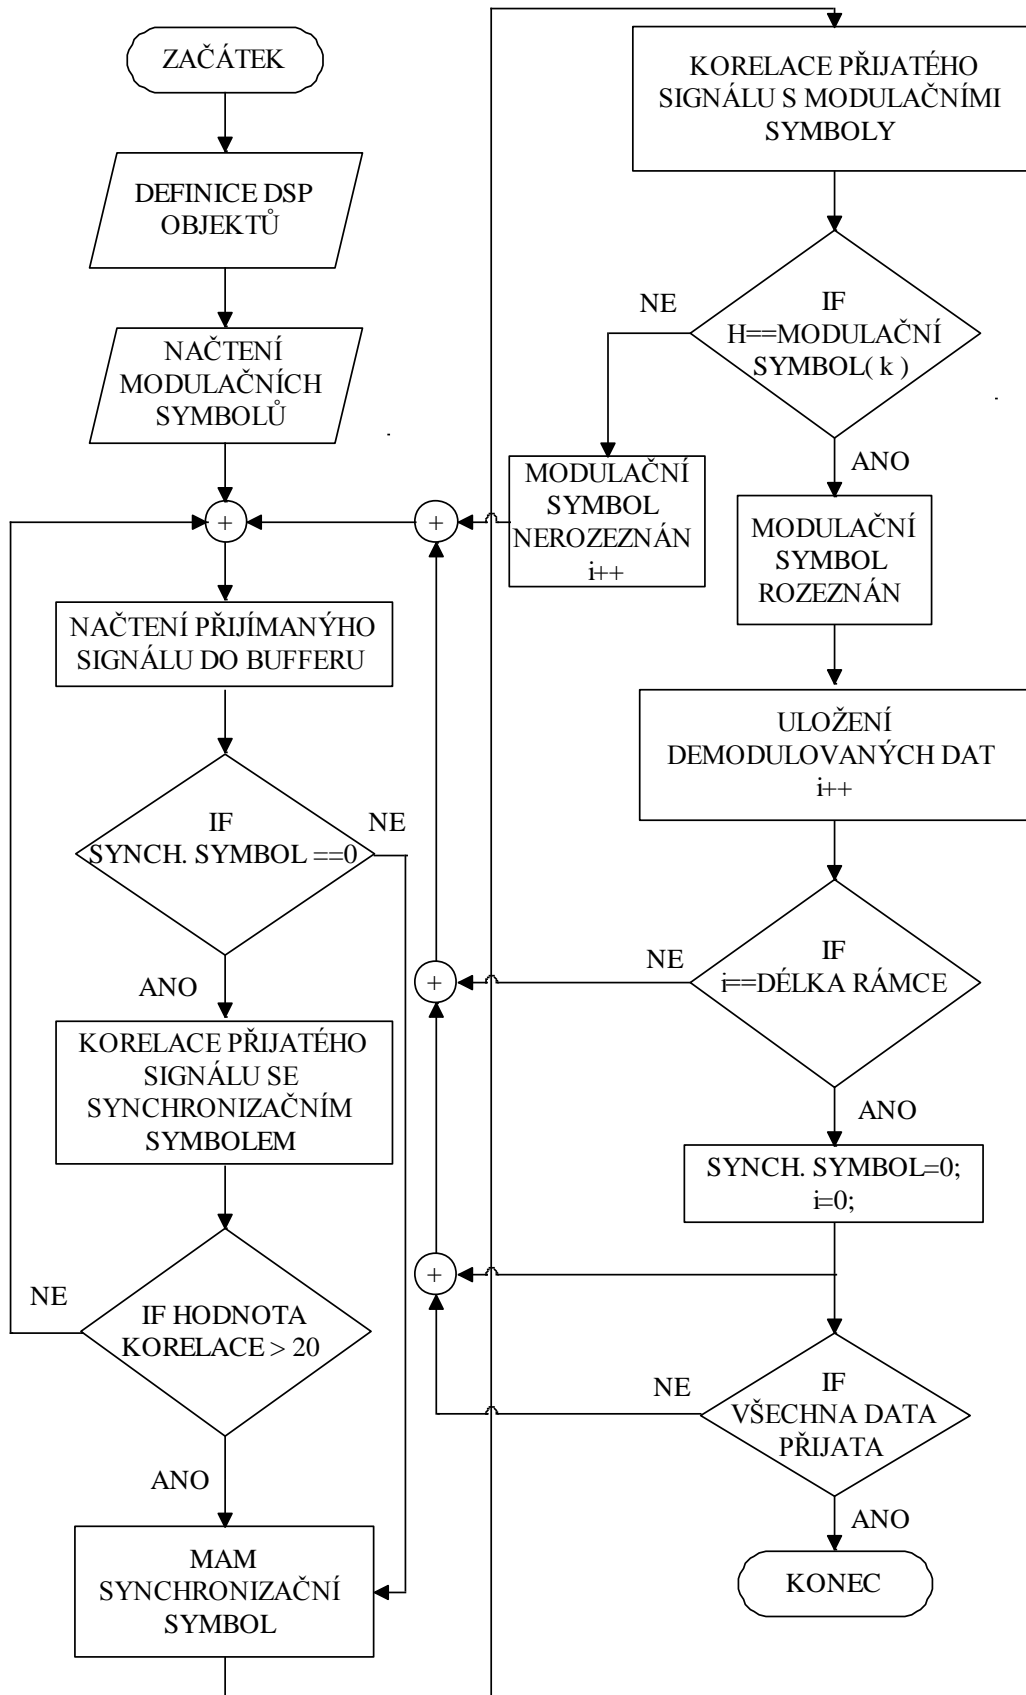 ZAČÁTEK
DEFINICE DSP
OBJEKTŮ
NAČTENÍ
MODULAČNÍCH
SYMBOLŮ
+
NAČTENÍ PŘIJÍMANÝHO
SIGNÁLU DO BUFFERU
IF
SYNCH. SYMBOL ==0
NE
ANO
KORELACE PŘIJATÉHO
SIGNÁLU SE
SYNCHRONIZAČNÍM
SYMBOLEM
NE
IF HODNOTA
KORELACE > 20
ANO
MAM
SYNCHRONIZAČNÍ
SYMBOL
KORELACE PŘIJATÉHO
SIGNÁLU S MODULAČNÍMI
SYMBOLY
NE
IF
H==MODULAČNÍ
SYMBOL( k )
ANO
+
MODULAČNÍ
SYMBOL
NEROZEZNÁN
i++
MODULAČNÍ
SYMBOL
ROZEZNÁN
ULOŽENÍ
DEMODULOVANÝCH DAT
i++
+
NE
IF
i==DÉLKA RÁMCE
ANO
SYNCH. SYMBOL=0;
i=0;
+
NE
IF
VŠECHNA DATA
PŘIJATA
ANO
KONEC